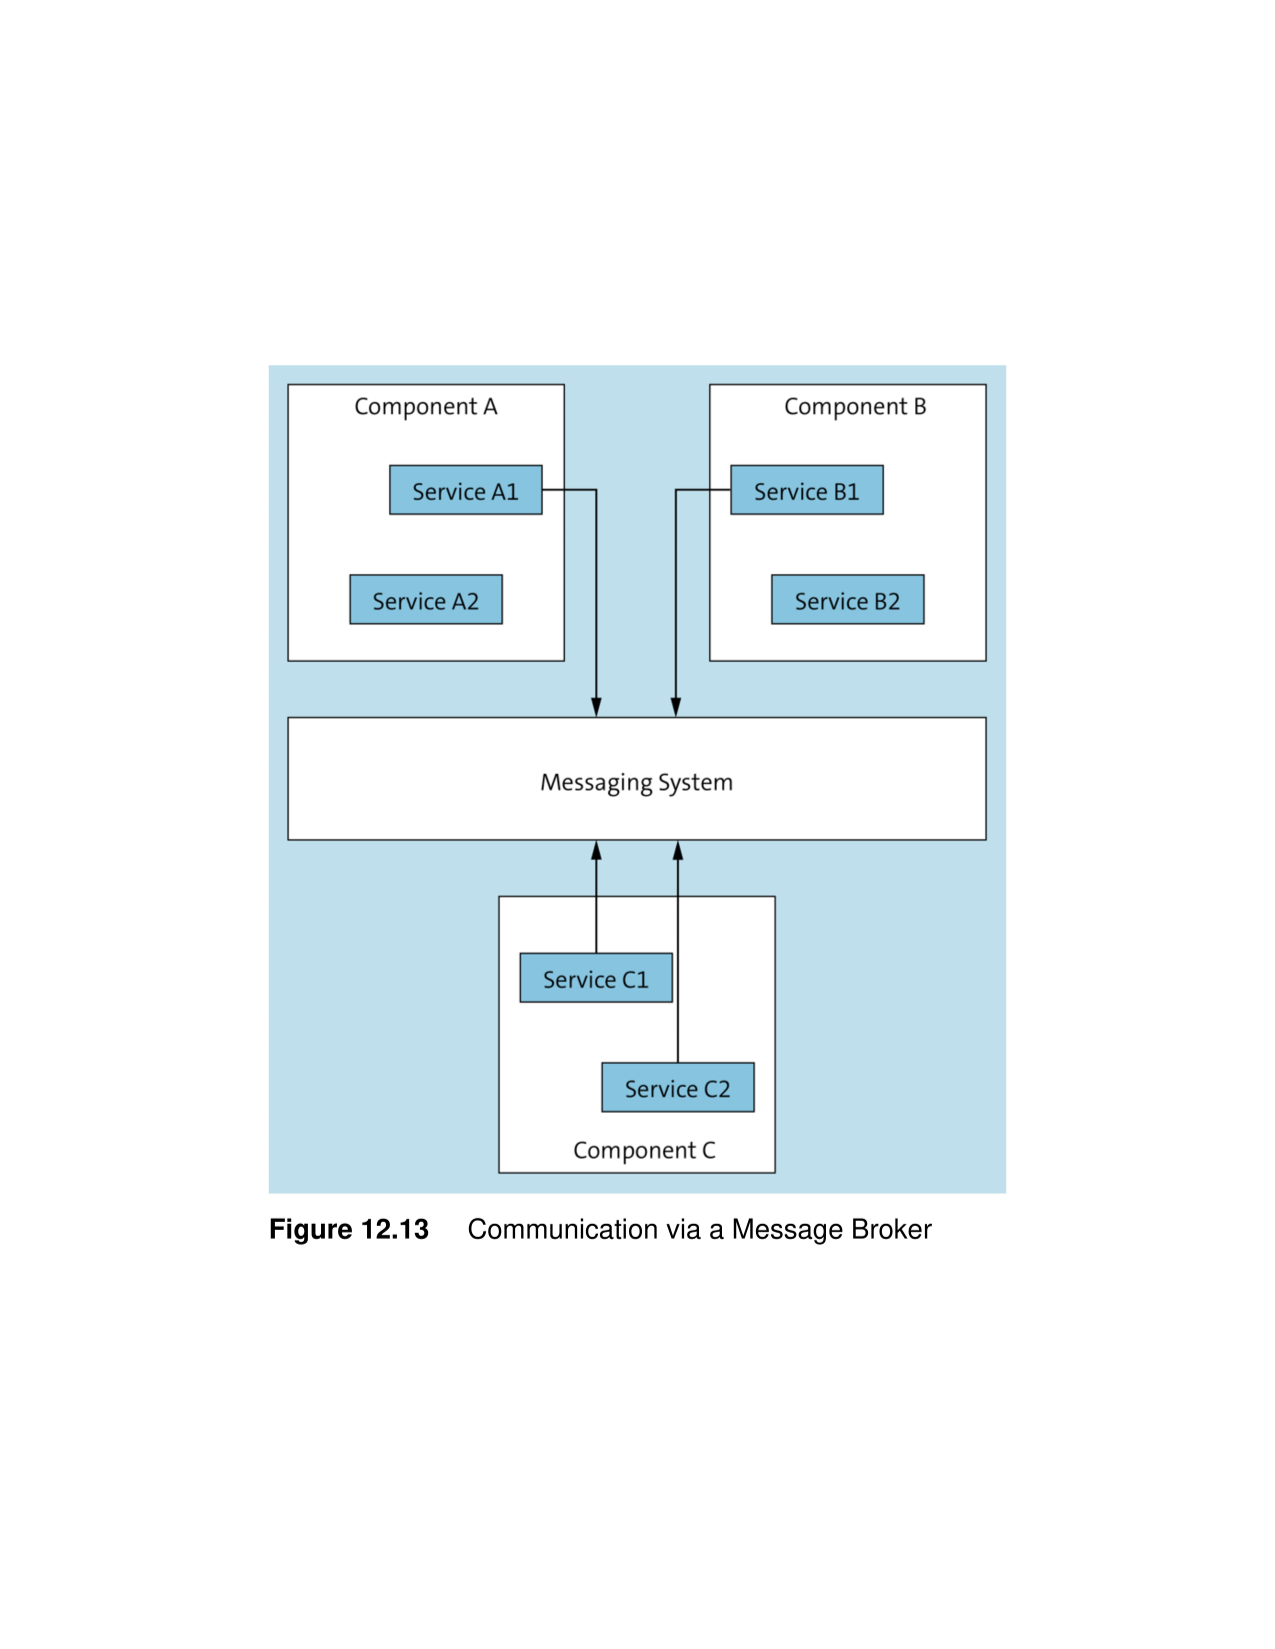 Component A
Component B
Service A1
Service B1
Service A2
Service B2
Messaging System
Service C1
Service C2
Component C
Figure 12.13 Communication via a Message Broker